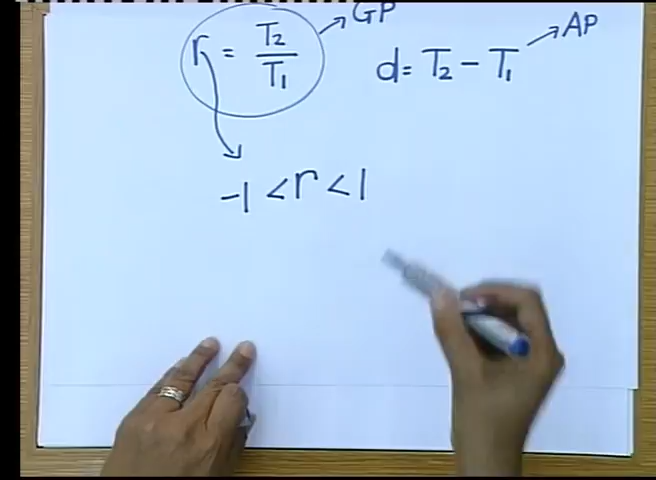 r = T₂/T₁ → GP
d = T₂ – T₁ → AP
-1 < r < 1